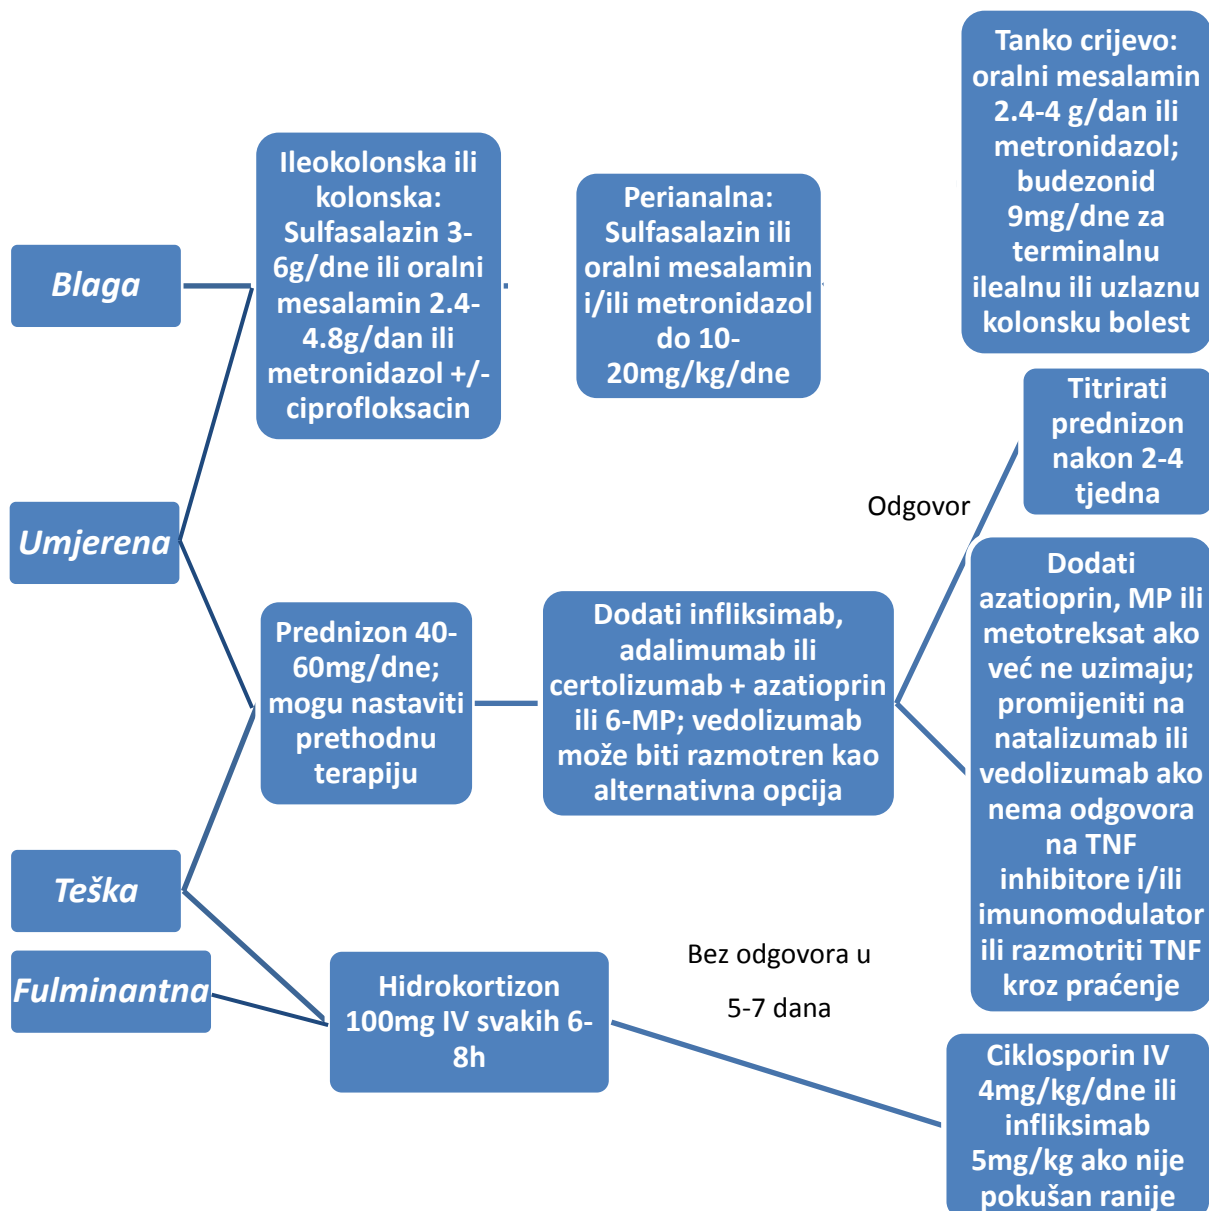 Blaga
Ileokolonska ili
kolonska:
Sulfasalazin 3-
6g/dne ili oralni
mesalamin 2.4-
4.8g/dan ili
metronidazol +/-
ciprofloksacin
Perianalna:
Sulfasalazin ili
oralni mesalamin
i/ili metronidazol
do 10-
20mg/kg/dne
Tanko crijevo:
oralni mesalamin
2.4-4 g/dan ili
metronidazol;
budezonid
9mg/dne za
terminalnu
ilealnu ili uzlaznu
kolonsku bolest
Umjerena
Prednizon 40-
60mg/dne;
mogu nastaviti
prethodnu
terapiju
Dodati infliksimab,
adalimumab ili
certolizumab + azatioprin
ili 6-MP; vedolizumab
može biti razmotren kao
alternativna opcija
Odgovor
Titrirati
prednizon
nakon 2-4
tjedna
Dodati
azatioprin, MP ili
metotreksat ako
već ne uzimaju;
promijeniti na
natalizumab ili
vedolizumab ako
nema odgovora
na TNF
inhibitore i/ili
imunomodulator
ili razmotriti TNF
kroz praćenje
Teška
Fulminantna
Hidrokortizon
100mg IV svakih 6-
8h
Bez odgovora u
5-7 dana
Ciklosporin IV
4mg/kg/dne ili
infliksimab
5mg/kg ako nije
pokušan ranije